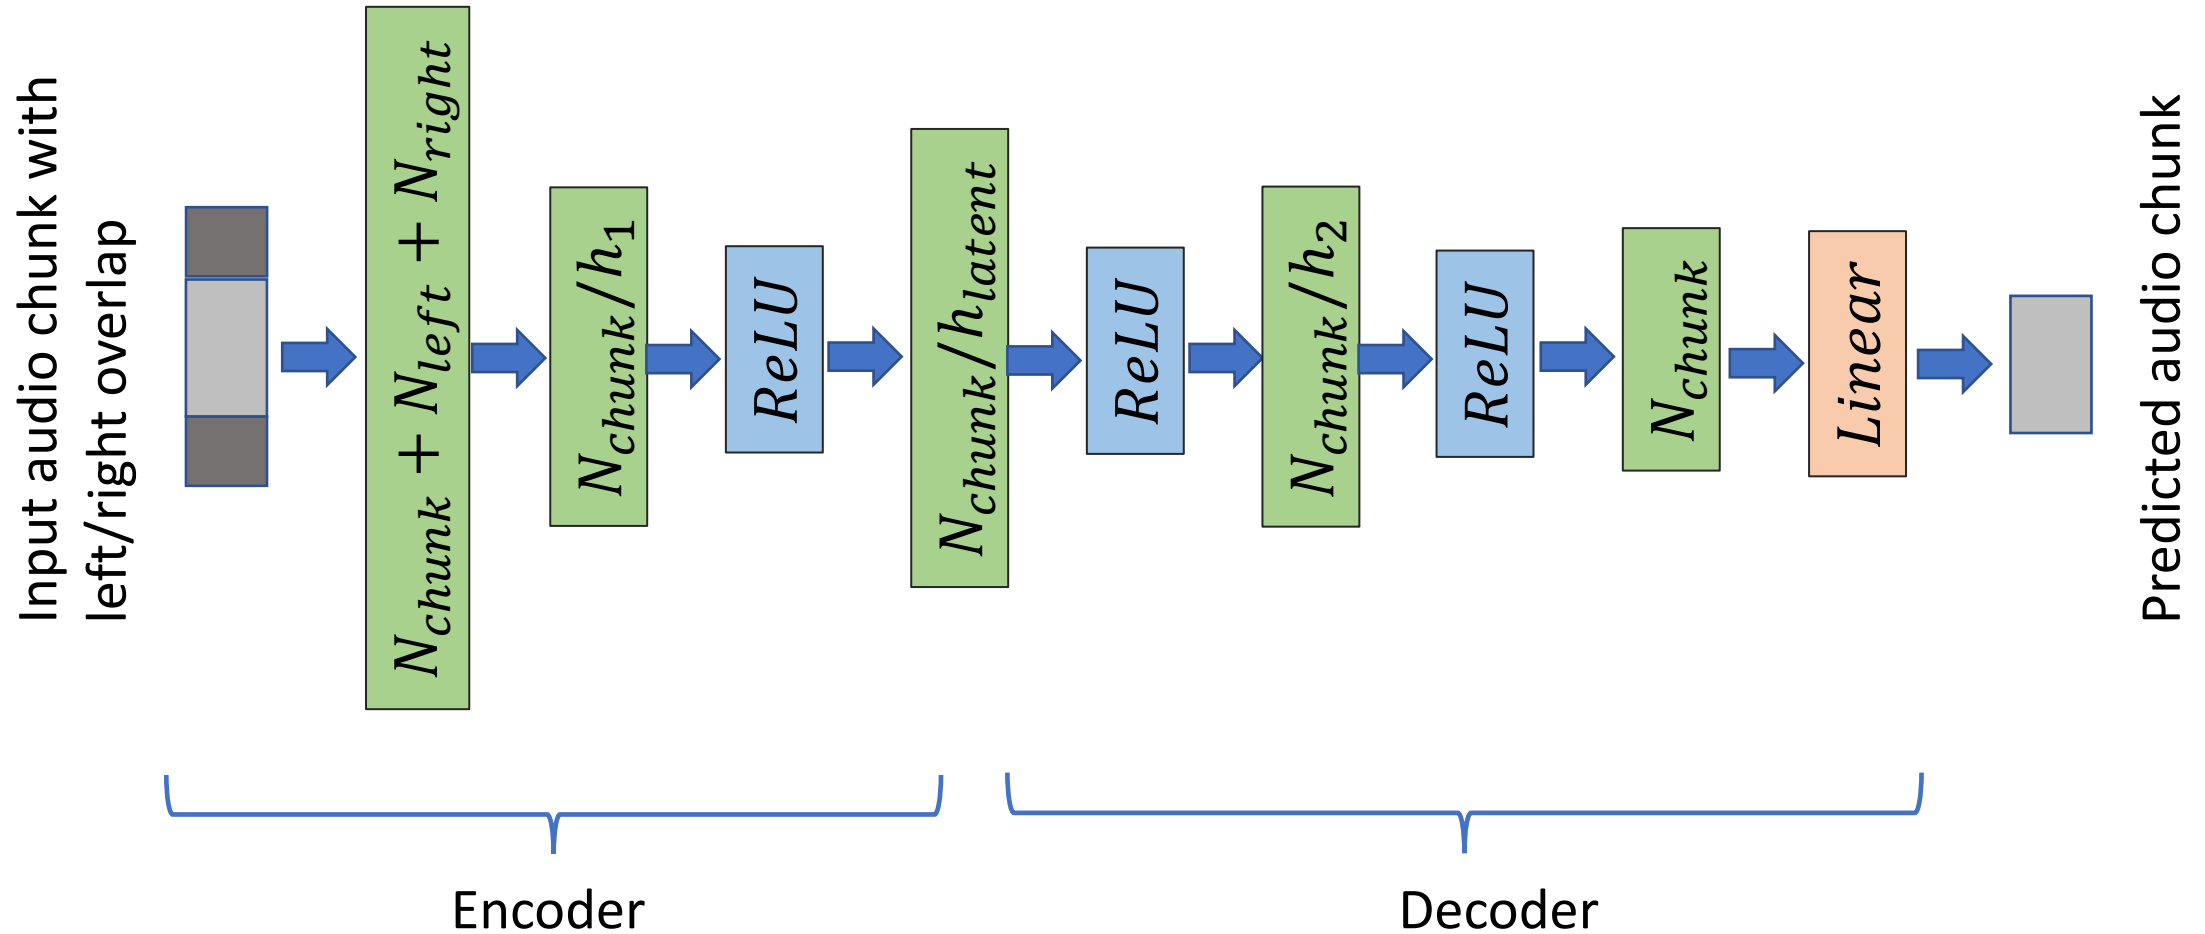 Input audio chunk with
left/right overlap
N_chunk + N_left + N_right
N_chunk/h_1
ReLU
N_chunk/h_latent
ReLU
N_chunk/h_2
ReLU
N_chunk
Linear
Predicted audio chunk
Encoder
Decoder